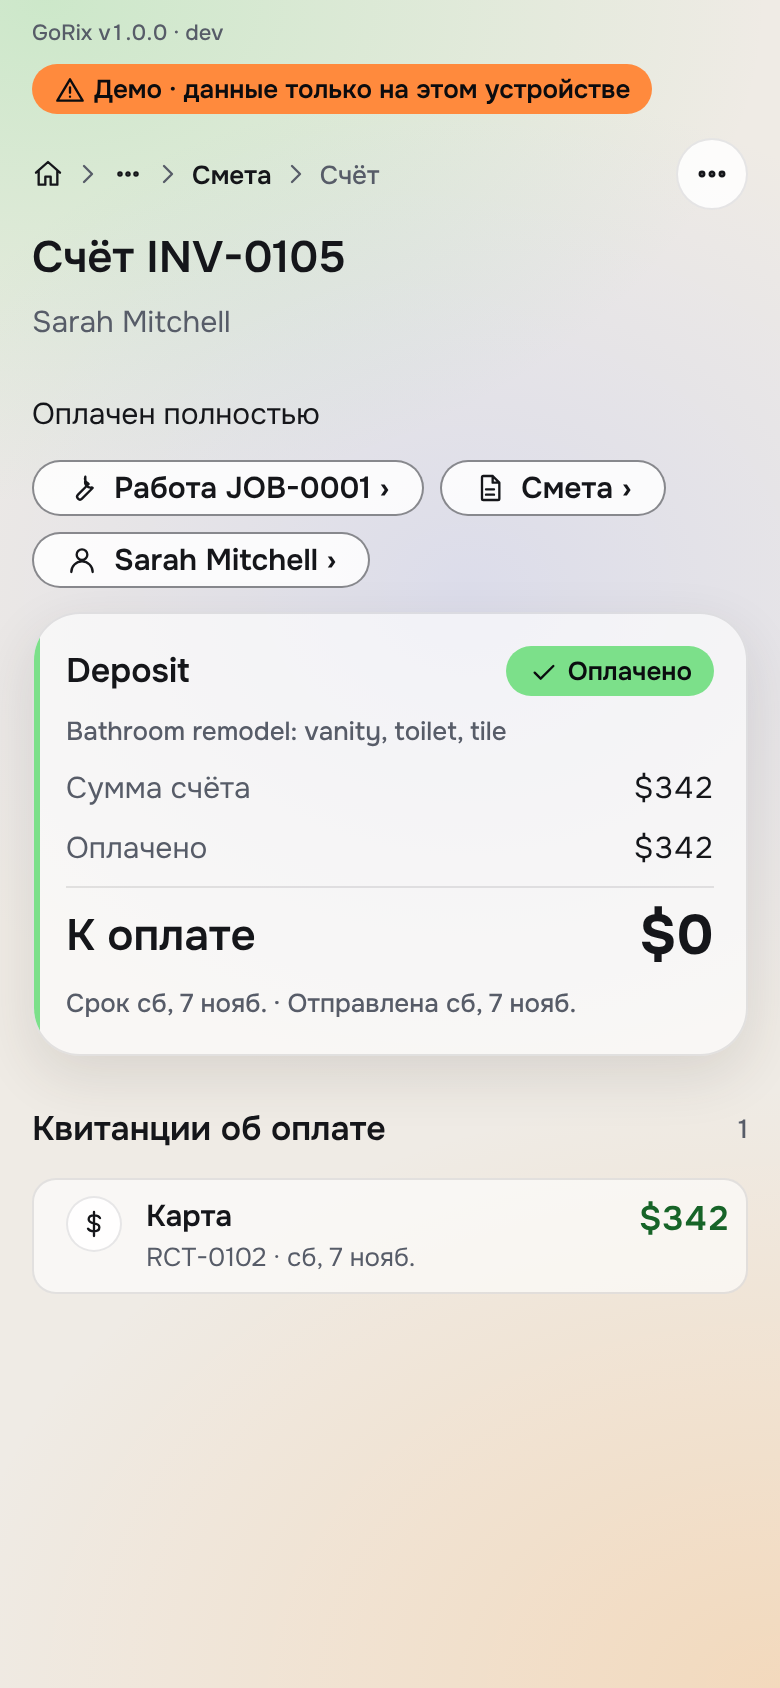 GoRix v1.0.0 · dev
Демо · данные только на этом устройстве
Смета Счёт
Счёт INV-0105
Sarah Mitchell
Оплачен полностью
Работа JOB-0001 › Смета ›
Sarah Mitchell ›
Deposit Оплачено
Bathroom remodel: vanity, toilet, tile
Сумма счёта $342
Оплачено $342
К оплате $0
Срок сб, 7 нояб. · Отправлена сб, 7 нояб.
Квитанции об оплате 1
$ Карта $342
RCT-0102 · сб, 7 нояб.